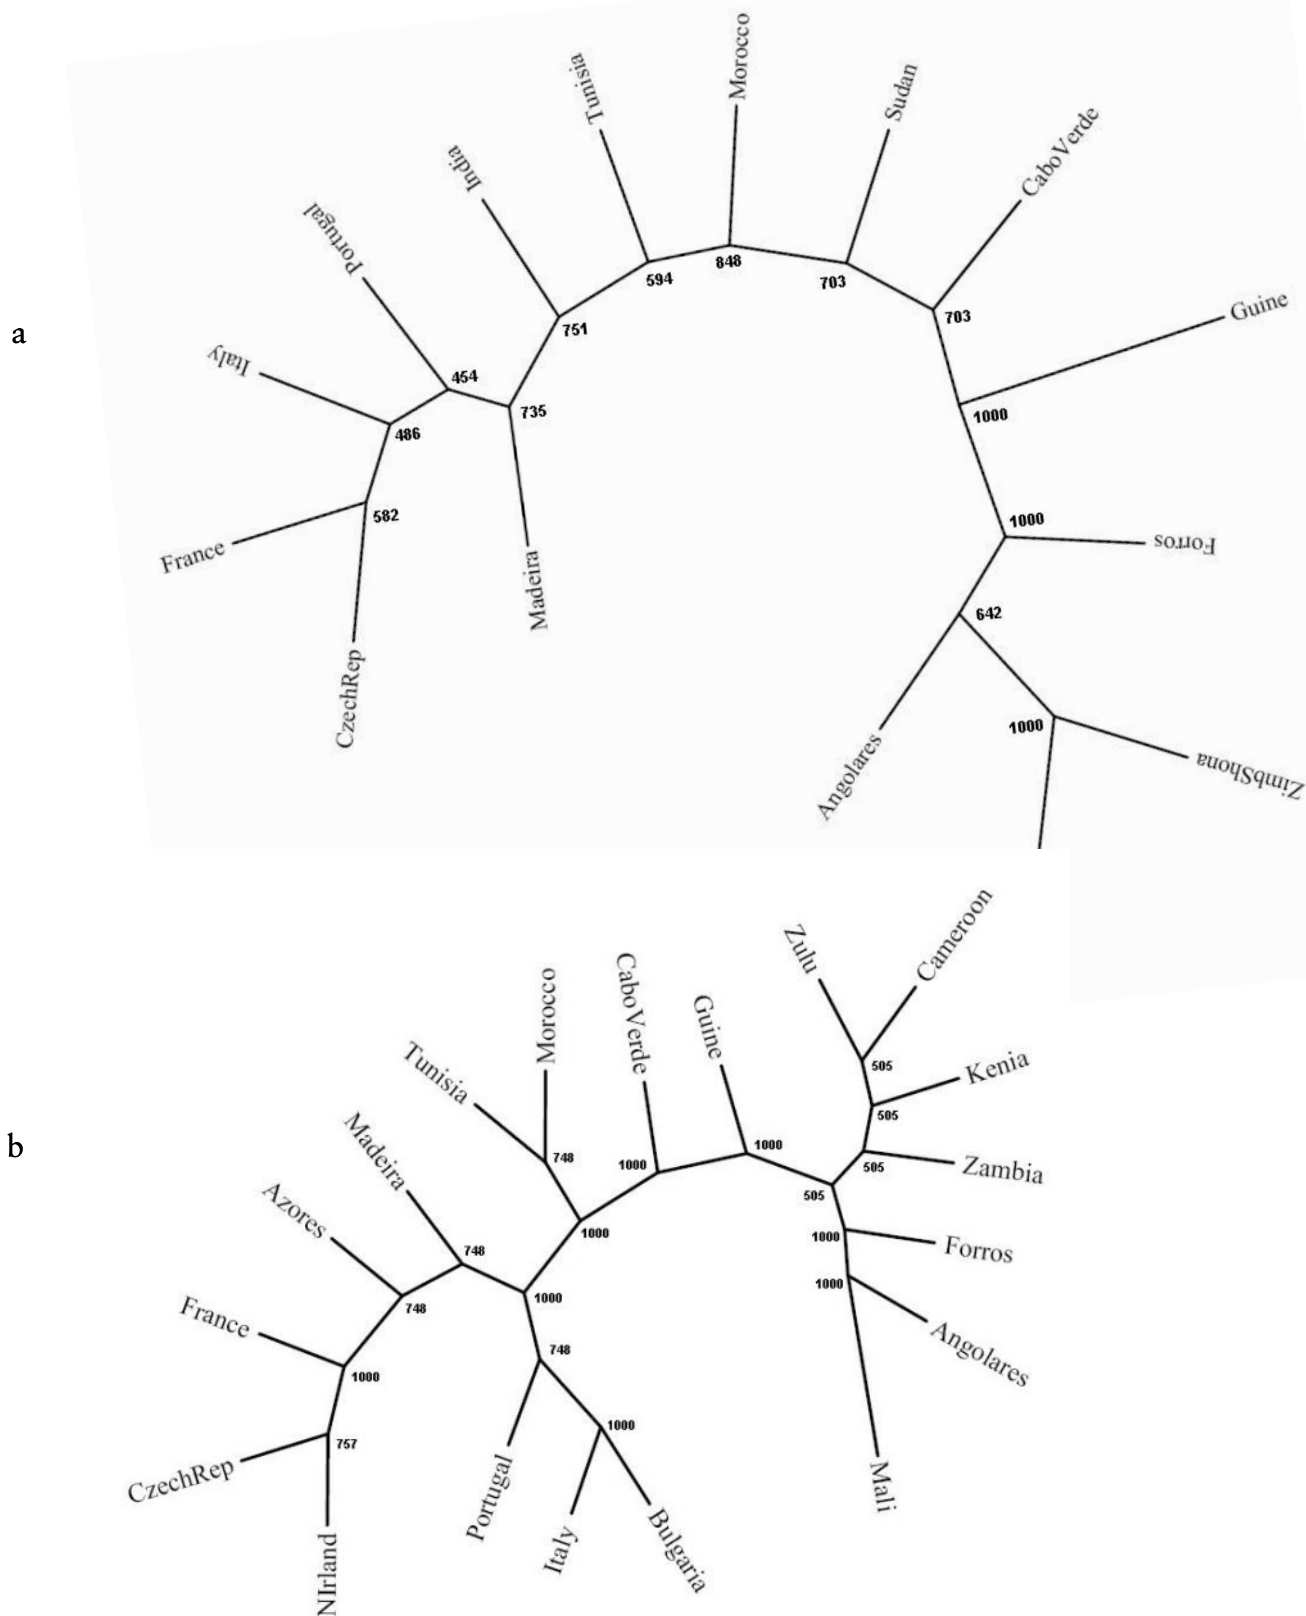 a
Morocco
Tunisia
Sudan
India
CaboVerde
Portugal
594
848
703
751
703
Guine
Italy
454
735
486
1000
582
1000
France
Forros
Madeira
642
CzechRep
1000
Angolares
ZimbShona
b
Zulu
Cameroon
CaboVerde
Morocco
Guine
505
Kenia
Tunisia
505
Madeira
748
1000
1000
505
Zambia
505
Azores
1000
1000
Forros
748
1000
1000
748
France
748
Angolares
1000
1000
757
CzechRep
Portugal
Mali
Italy
Bulgaria
NIrland